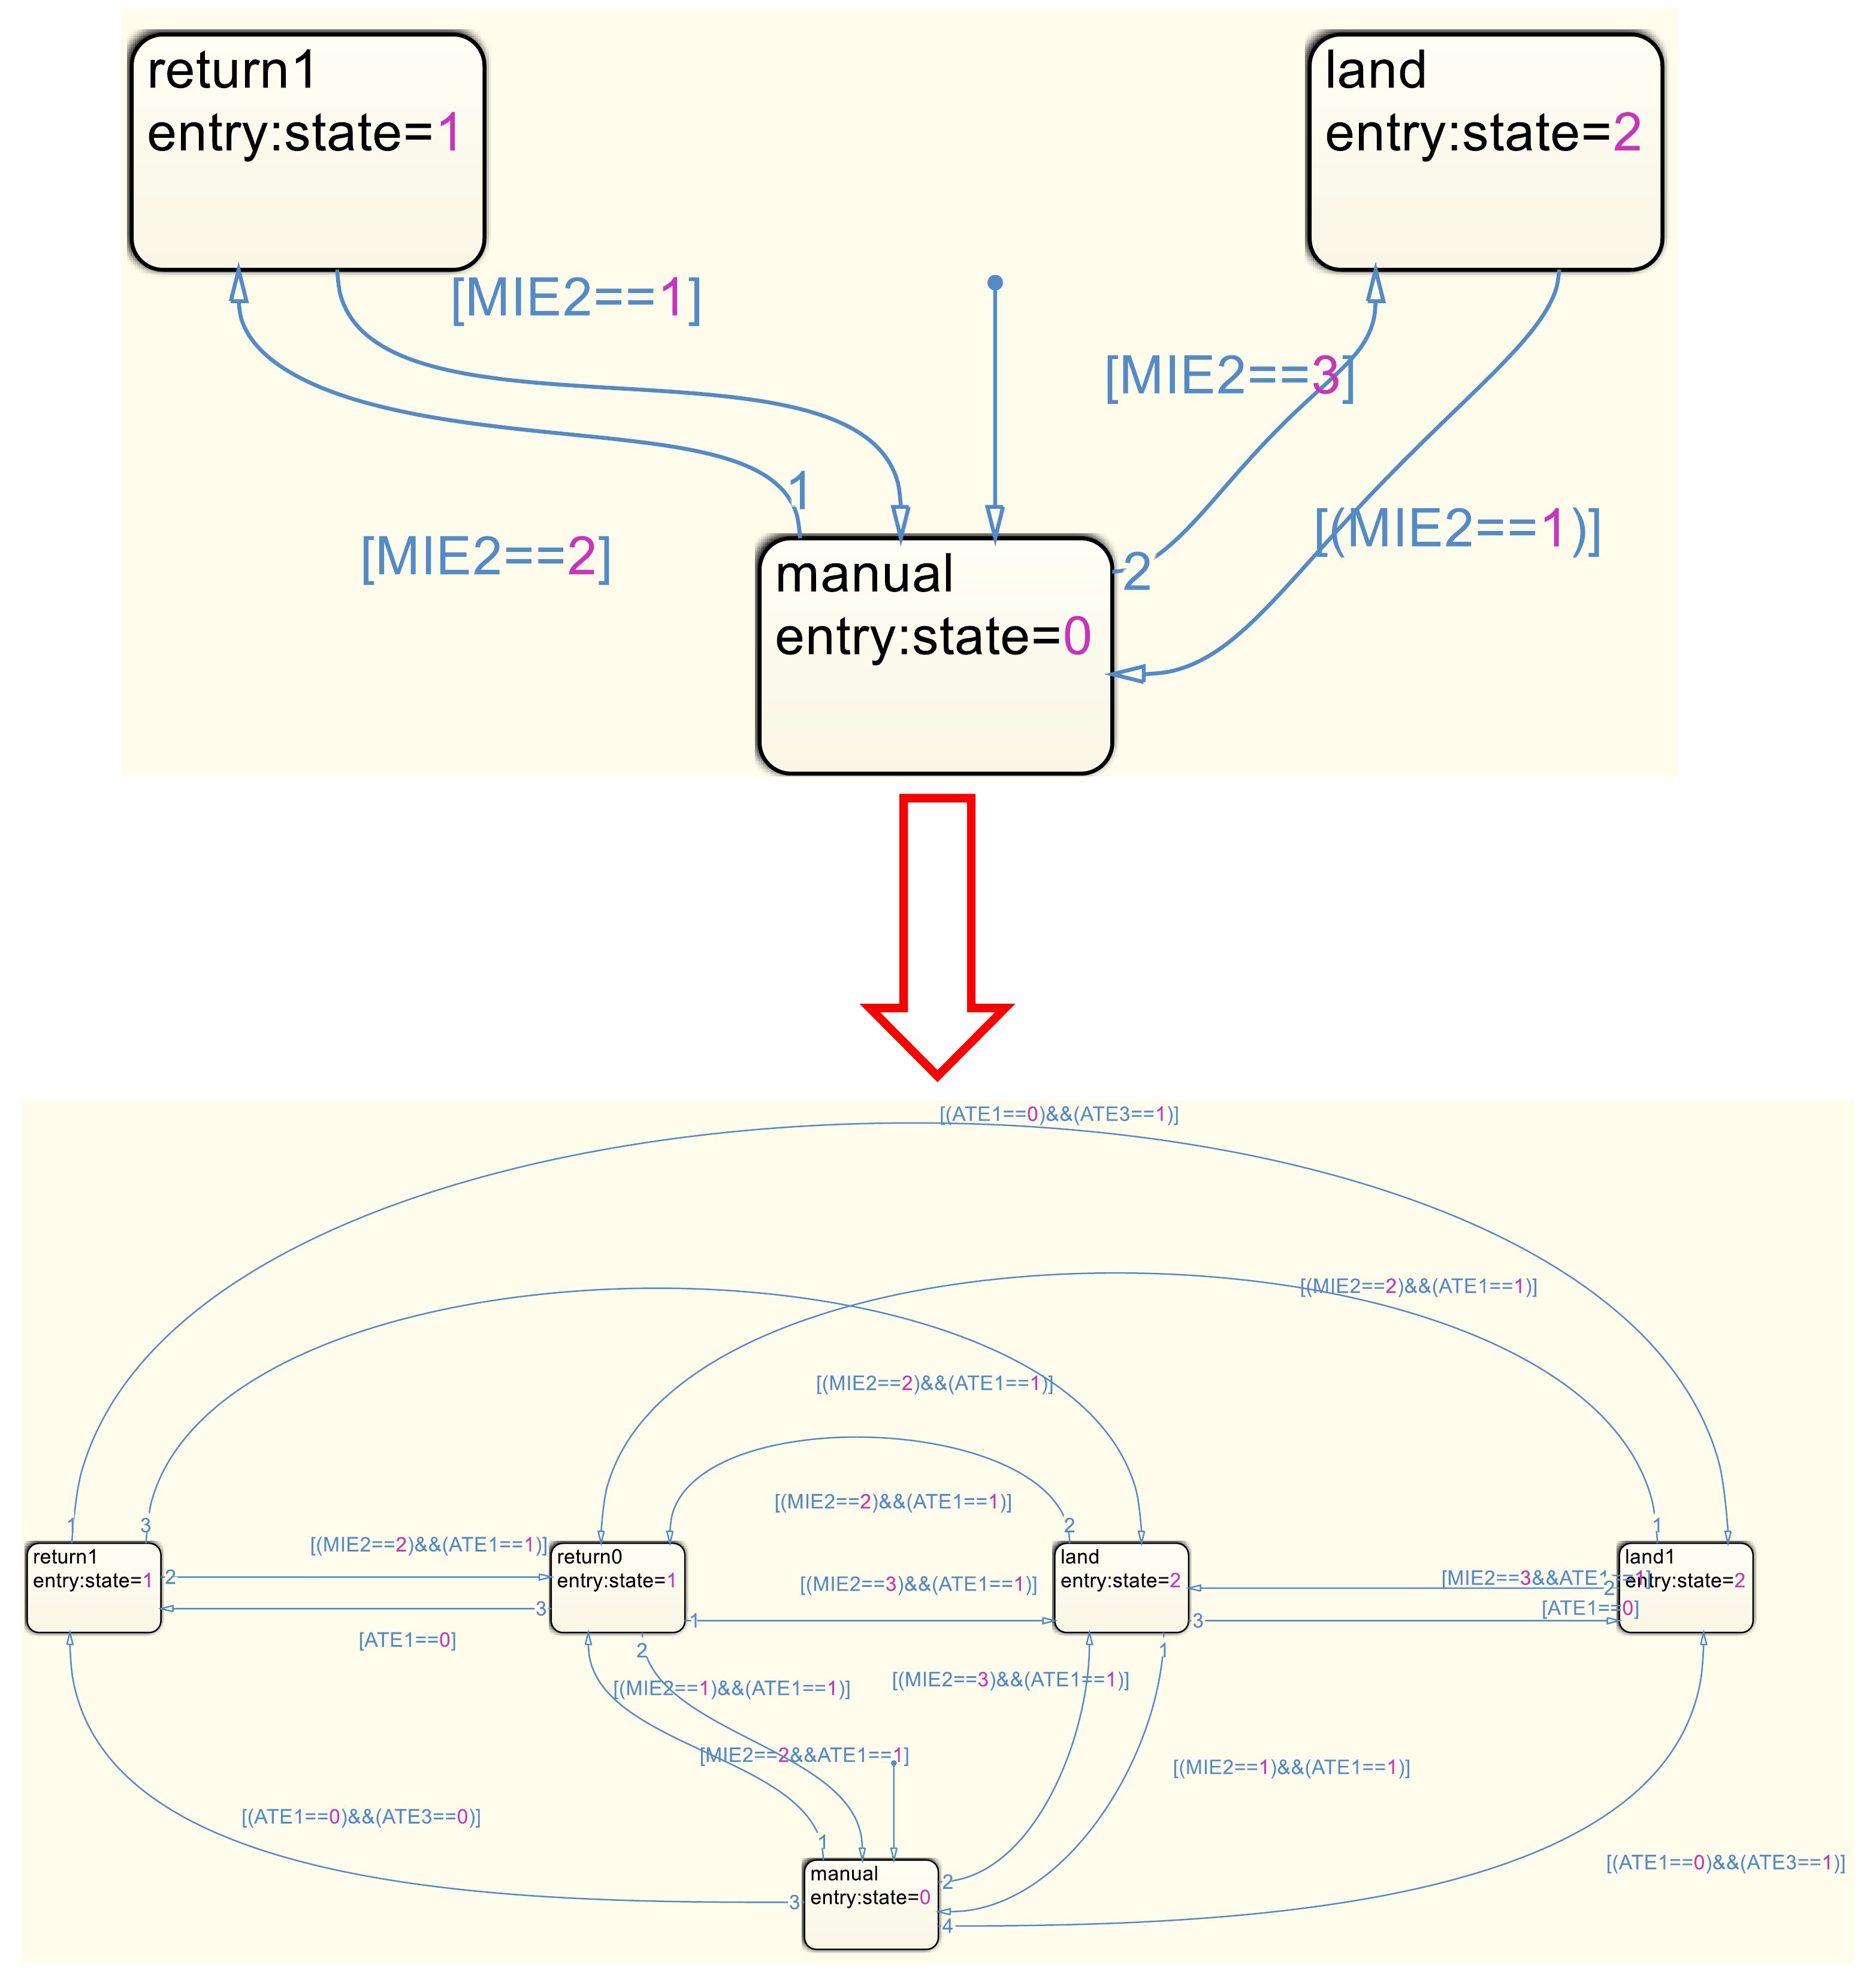 return1
entry:state=1
land
entry:state=2
[MIE2==1]
[MIE2==3]
1
[MIE2==2]
[(MIE2==1)]
2
manual
entry:state=0
[(ATE1==0)&&(ATE3==1)]
[(MIE2==2)&&(ATE1==1)]
[(MIE2==2)&&(ATE1==1)]
[(MIE2==2)&&(ATE1==1)]
1
3
2
1
[(MIE2==2)&&(ATE1==1)]
return1
entry:state=1
2
return0
entry:state=1
3
1
[(MIE2==3)&&(ATE1==1)]
land
entry:state=2
3
[MIE2==3&&ATE1==1]
2
land1
entry:state=2
[ATE1==0]
[ATE1==0]
2
1
[(MIE2==1)&&(ATE1==1)]
[(MIE2==3)&&(ATE1==1)]
[MIE2==2&&ATE1==1]
[(MIE2==1)&&(ATE1==1)]
[(ATE1==0)&&(ATE3==0)]
1
[(ATE1==0)&&(ATE3==1)]
manual
entry:state=0
3
2
4